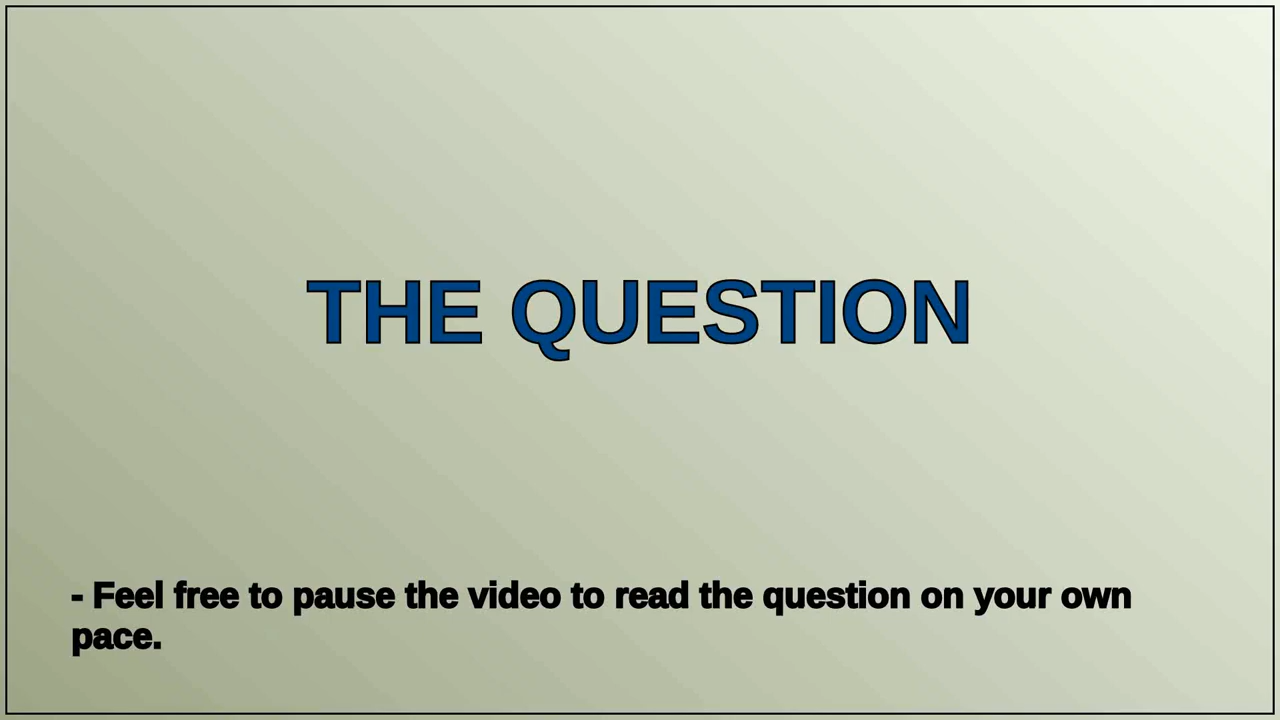 THE QUESTION
- Feel free to pause the video to read the question on your own
pace.